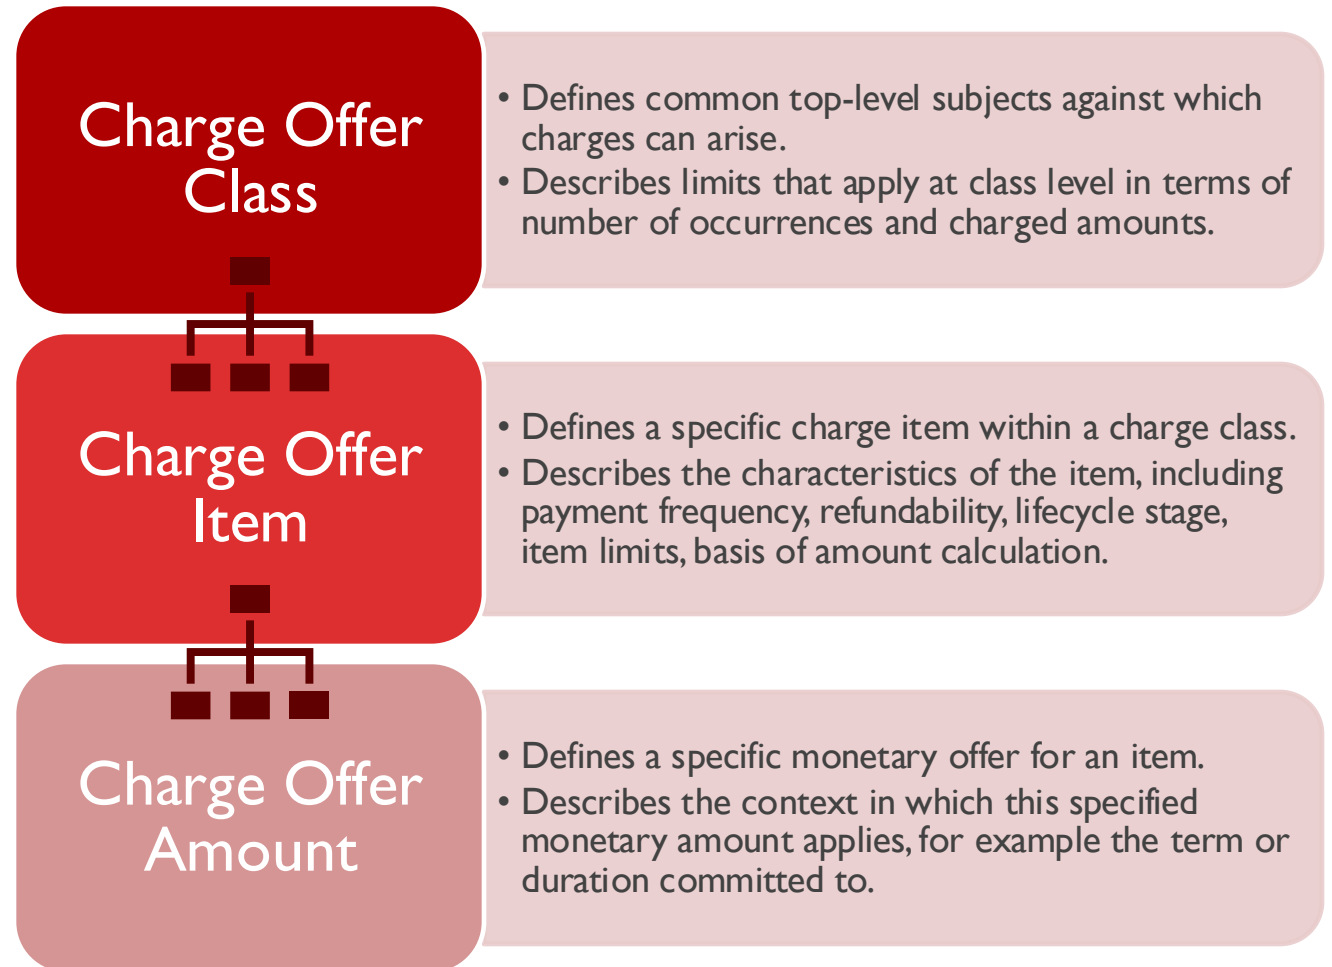 Charge Offer
Class
• Defines common top-level subjects against which
charges can arise.
• Describes limits that apply at class level in terms of
number of occurrences and charged amounts.
Charge Offer
Item
• Defines a specific charge item within a charge class.
• Describes the characteristics of the item, including
payment frequency, refundability, lifecycle stage,
item limits, basis of amount calculation.
Charge Offer
Amount
• Defines a specific monetary offer for an item.
• Describes the context in which this specified
monetary amount applies, for example the term or
duration committed to.